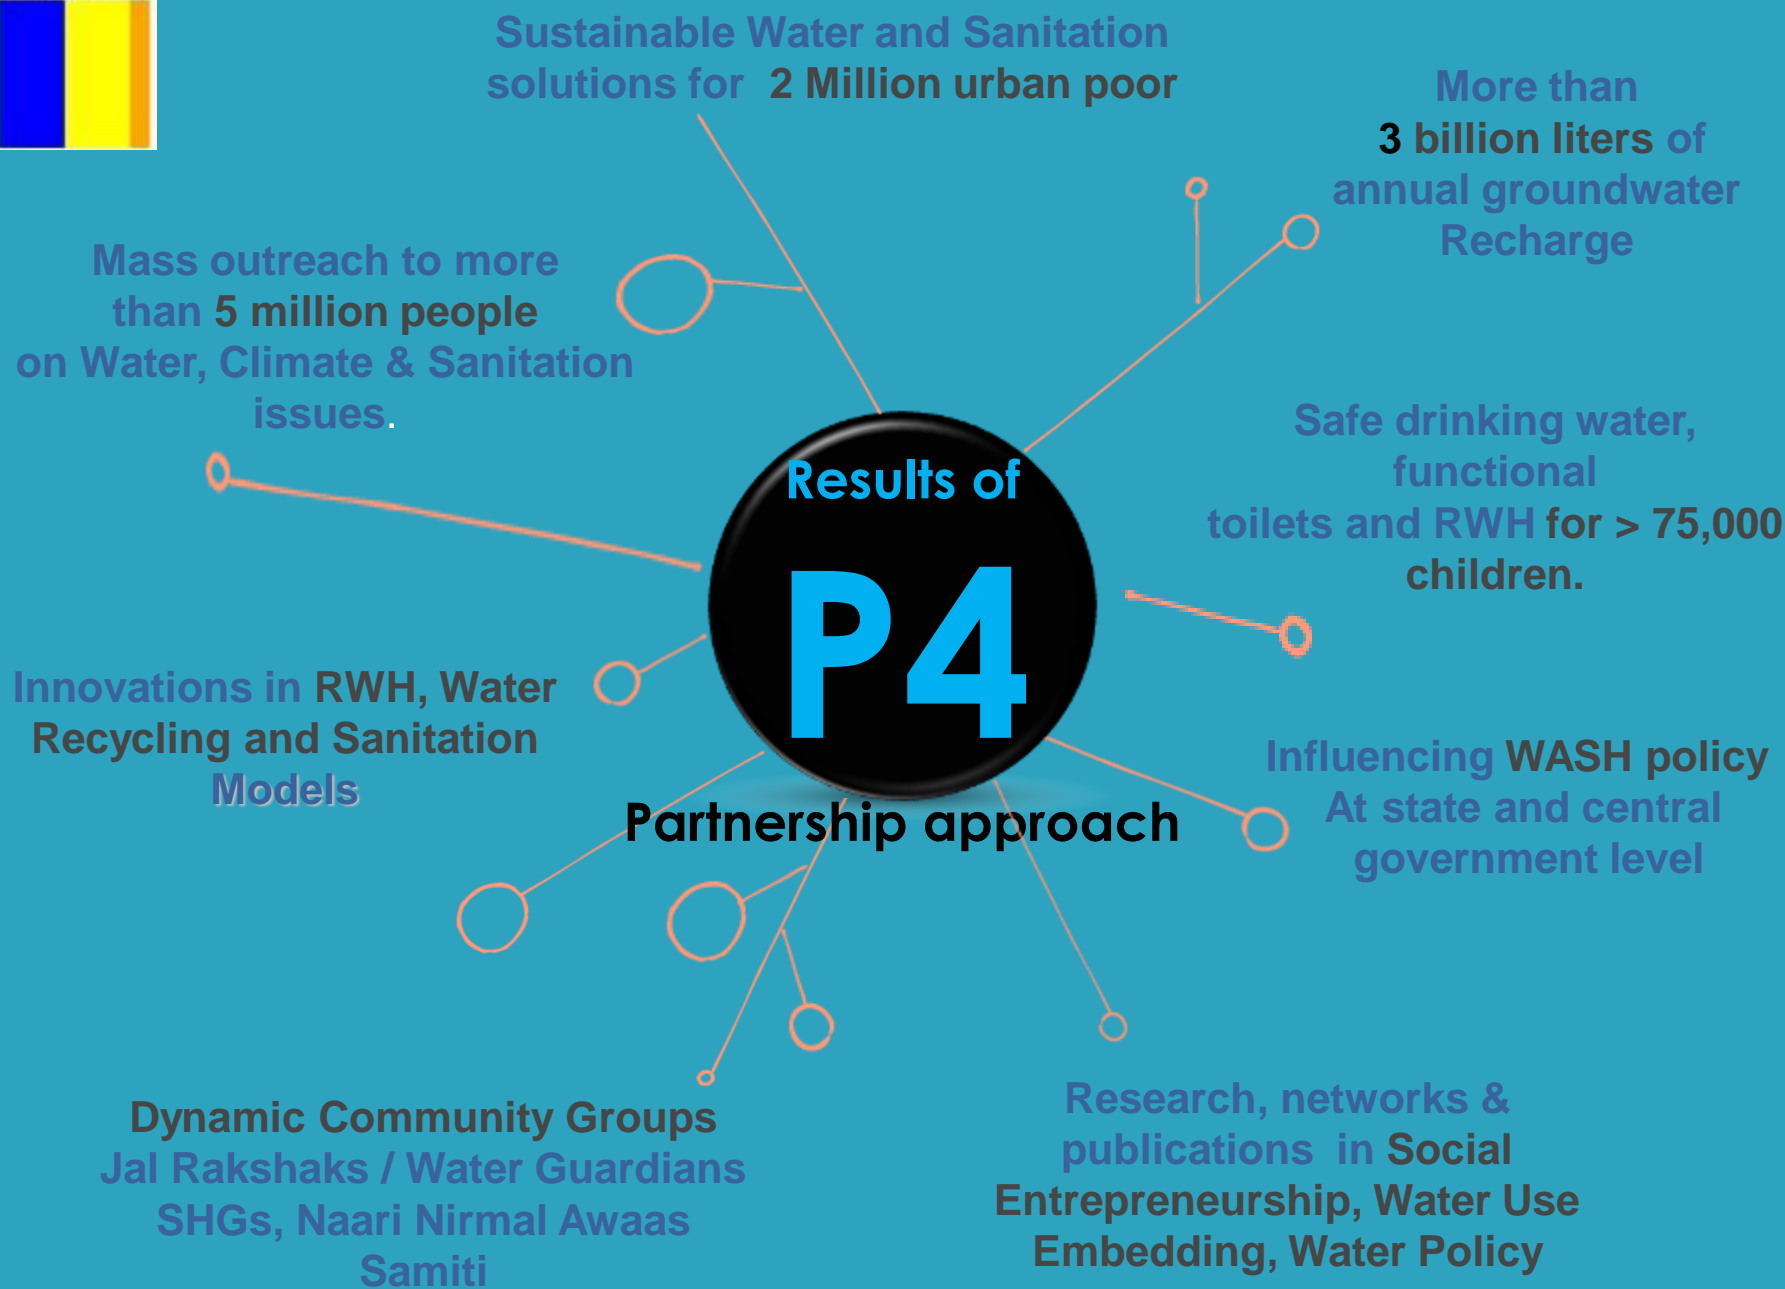 Sustainable Water and Sanitation
solutions for 2 Million urban poor
More than
3 billion liters of
annual groundwater
Recharge
Mass outreach to more
than 5 million people
on Water, Climate & Sanitation
issues.
Safe drinking water,
functional
toilets and RWH for > 75,000
children.
Results of
P4
Partnership approach
Innovations in RWH, Water
Recycling and Sanitation
Models
Influencing WASH policy
At state and central
government level
Dynamic Community Groups
Jal Rakshaks / Water Guardians
SHGs, Naari Nirmal Awaas
Samiti
Research, networks &
publications in Social
Entrepreneurship, Water Use
Embedding, Water Policy